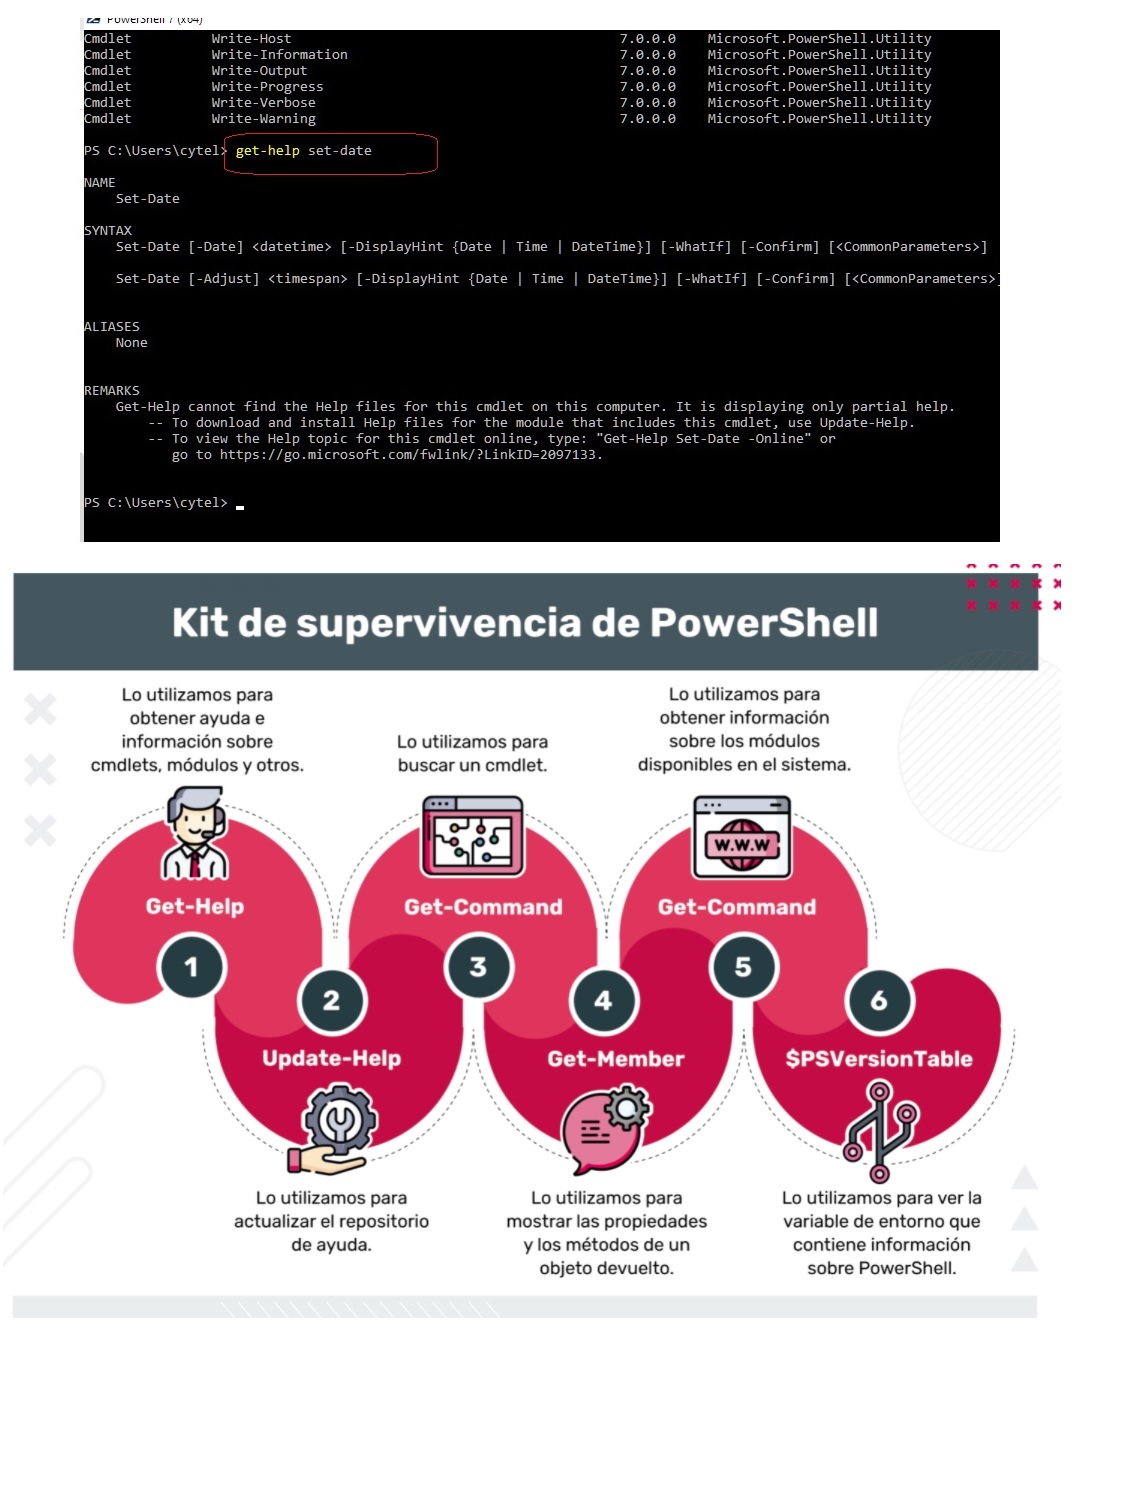 PowerShell 7 (x64)
Cmdlet Write-Host 7.0.0.0 Microsoft.PowerShell.Utility
Cmdlet Write-Information 7.0.0.0 Microsoft.PowerShell.Utility
Cmdlet Write-Output 7.0.0.0 Microsoft.PowerShell.Utility
Cmdlet Write-Progress 7.0.0.0 Microsoft.PowerShell.Utility
Cmdlet Write-Verbose 7.0.0.0 Microsoft.PowerShell.Utility
Cmdlet Write-Warning 7.0.0.0 Microsoft.PowerShell.Utility
PS C:\Users\cytel> get-help set-date
NAME
Set-Date
SYNTAX
Set-Date [-Date] <datetime> [-DisplayHint {Date | Time | DateTime}] [-WhatIf] [-Confirm] [<CommonParameters>]
Set-Date [-Adjust] <timespan> [-DisplayHint {Date | Time | DateTime}] [-WhatIf] [-Confirm] [<CommonParameters>]
ALIASES
None
REMARKS
Get-Help cannot find the Help files for this cmdlet on this computer. It is displaying only partial help.
-- To download and install Help files for the module that includes this cmdlet, use Update-Help.
-- To view the Help topic for this cmdlet online, type: "Get-Help Set-Date -Online" or
go to https://go.microsoft.com/fwlink/?LinkID=2097133.
PS C:\Users\cytel>
Kit de supervivencia de PowerShell
Lo utilizamos para
obtener ayuda e
información sobre
cmdlets, módulos y otros.
Get-Help
1
2
Update-Help
Lo utilizamos para
actualizar el repositorio
de ayuda.
Lo utilizamos para
buscar un cmdlet.
Get-Command
3
4
Get-Member
Lo utilizamos para
mostrar las propiedades
y los métodos de un
objeto devuelto.
Lo utilizamos para
obtener información
sobre los módulos
disponibles en el sistema.
W.W.W
Get-Command
5
6
$PSVersionTable
Lo utilizamos para ver la
variable de entorno que
contiene información
sobre PowerShell.